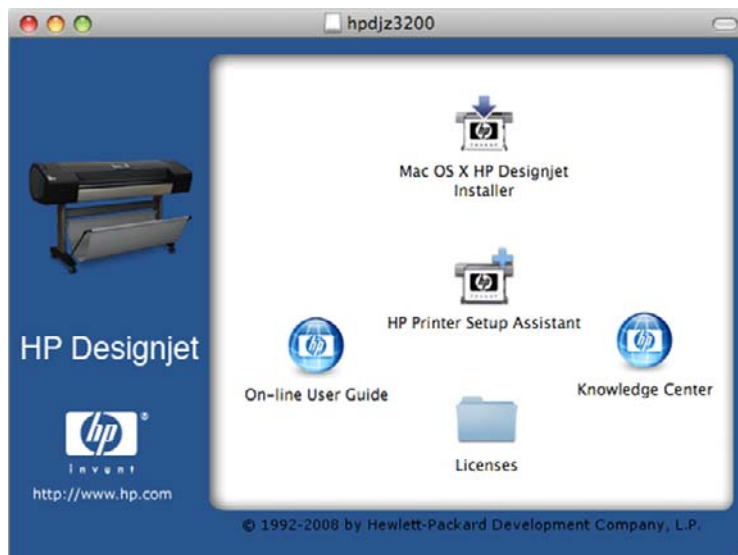 hpdjz3200
Mac OS X HP Designjet
Installer
HP Printer Setup Assistant
On-line User Guide
Knowledge Center
Licenses
HP Designjet
hp
®
invent
http://www.hp.com
© 1992-2008 by Hewlett-Packard Development Company, L.P.